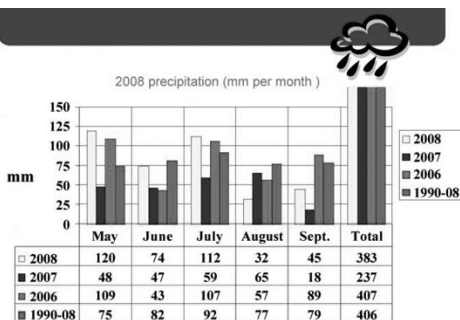 2008 precipitation (mm per month )
150
125
100
75
50
25
0
mm
2008
2007
2006
1990-08
May June July August Sept. Total
2008 120 74 112 32 45 383
2007 48 47 59 65 18 237
2006 109 43 107 57 89 407
1990-08 75 82 92 77 79 406